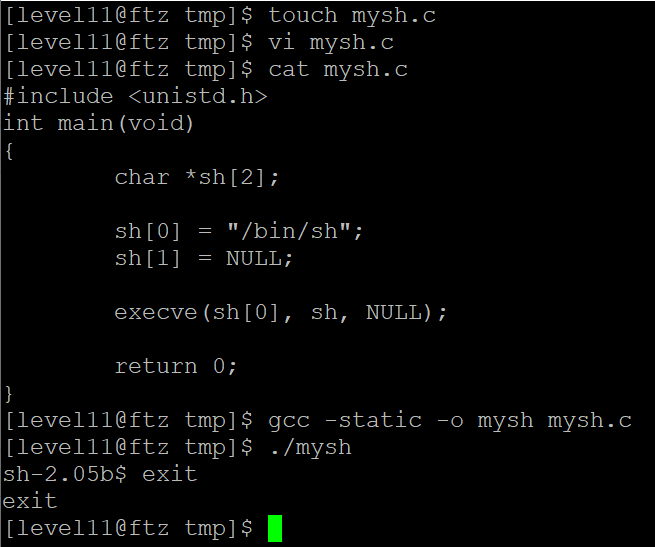 [level11@ftz tmp]$ touch mysh.c
[level11@ftz tmp]$ vi mysh.c
[level11@ftz tmp]$ cat mysh.c
#include <unistd.h>
int main(void)
{
        char *sh[2];

        sh[0] = "/bin/sh";
        sh[1] = NULL;

        execve(sh[0], sh, NULL);

        return 0;
}
[level11@ftz tmp]$ gcc -static -o mysh mysh.c
[level11@ftz tmp]$ ./mysh
sh-2.05b$ exit
exit
[level11@ftz tmp]$